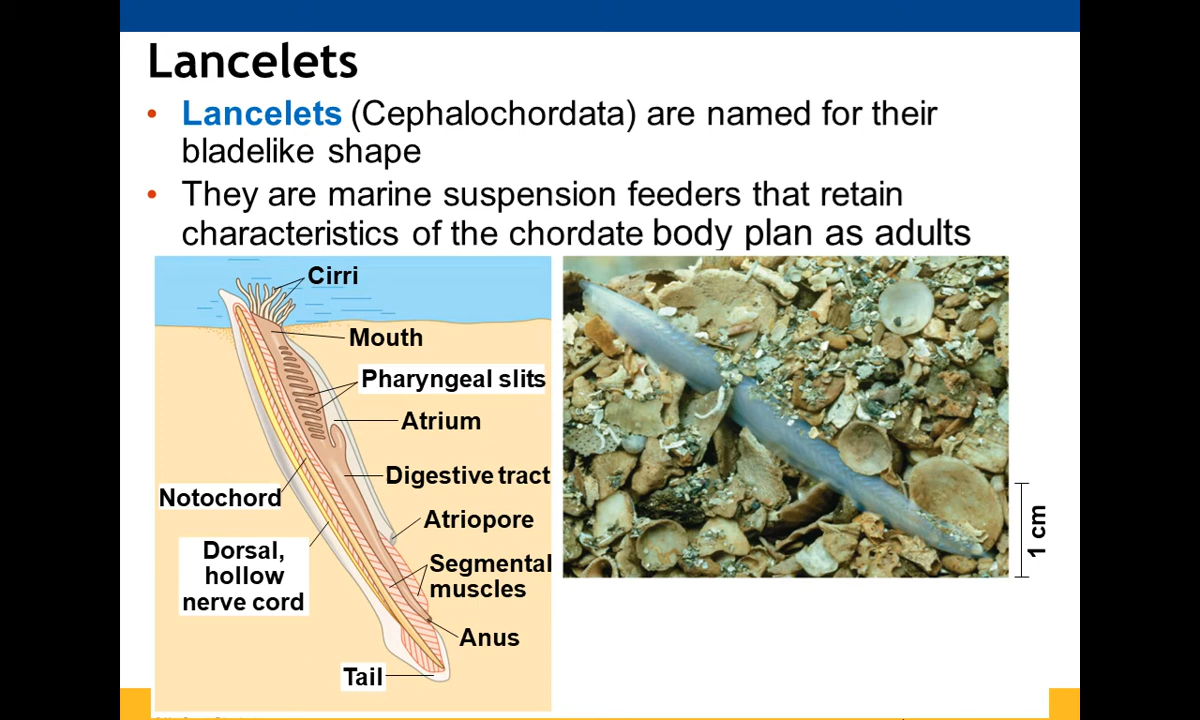 Lancelets
• Lancelets (Cephalochordata) are named for their
bladelike shape
• They are marine suspension feeders that retain
characteristics of the chordate body plan as adults
Cirri
Mouth
Pharyngeal slits
Atrium
Digestive tract
Notochord
Atriopore
Dorsal,
hollow
nerve cord
Segmental
muscles
Anus
Tail
1 cm